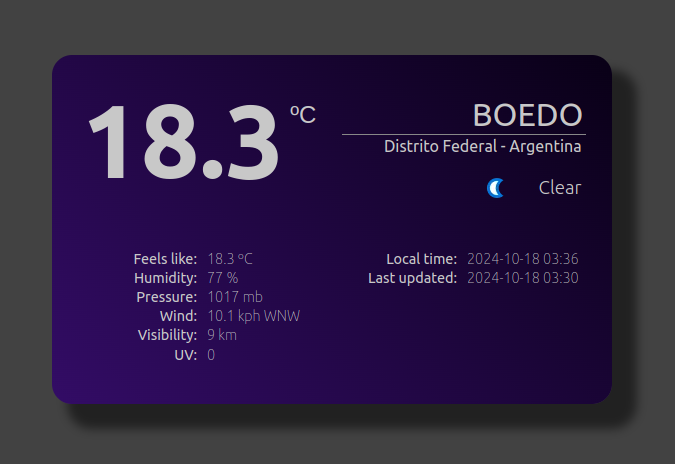 18.3 ºC
BOEDO
Distrito Federal - Argentina
Clear
Feels like: 18.3 ºC
Humidity: 77 %
Pressure: 1017 mb
Wind: 10.1 kph WNW
Visibility: 9 km
UV: 0
Local time: 2024-10-18 03:36
Last updated: 2024-10-18 03:30